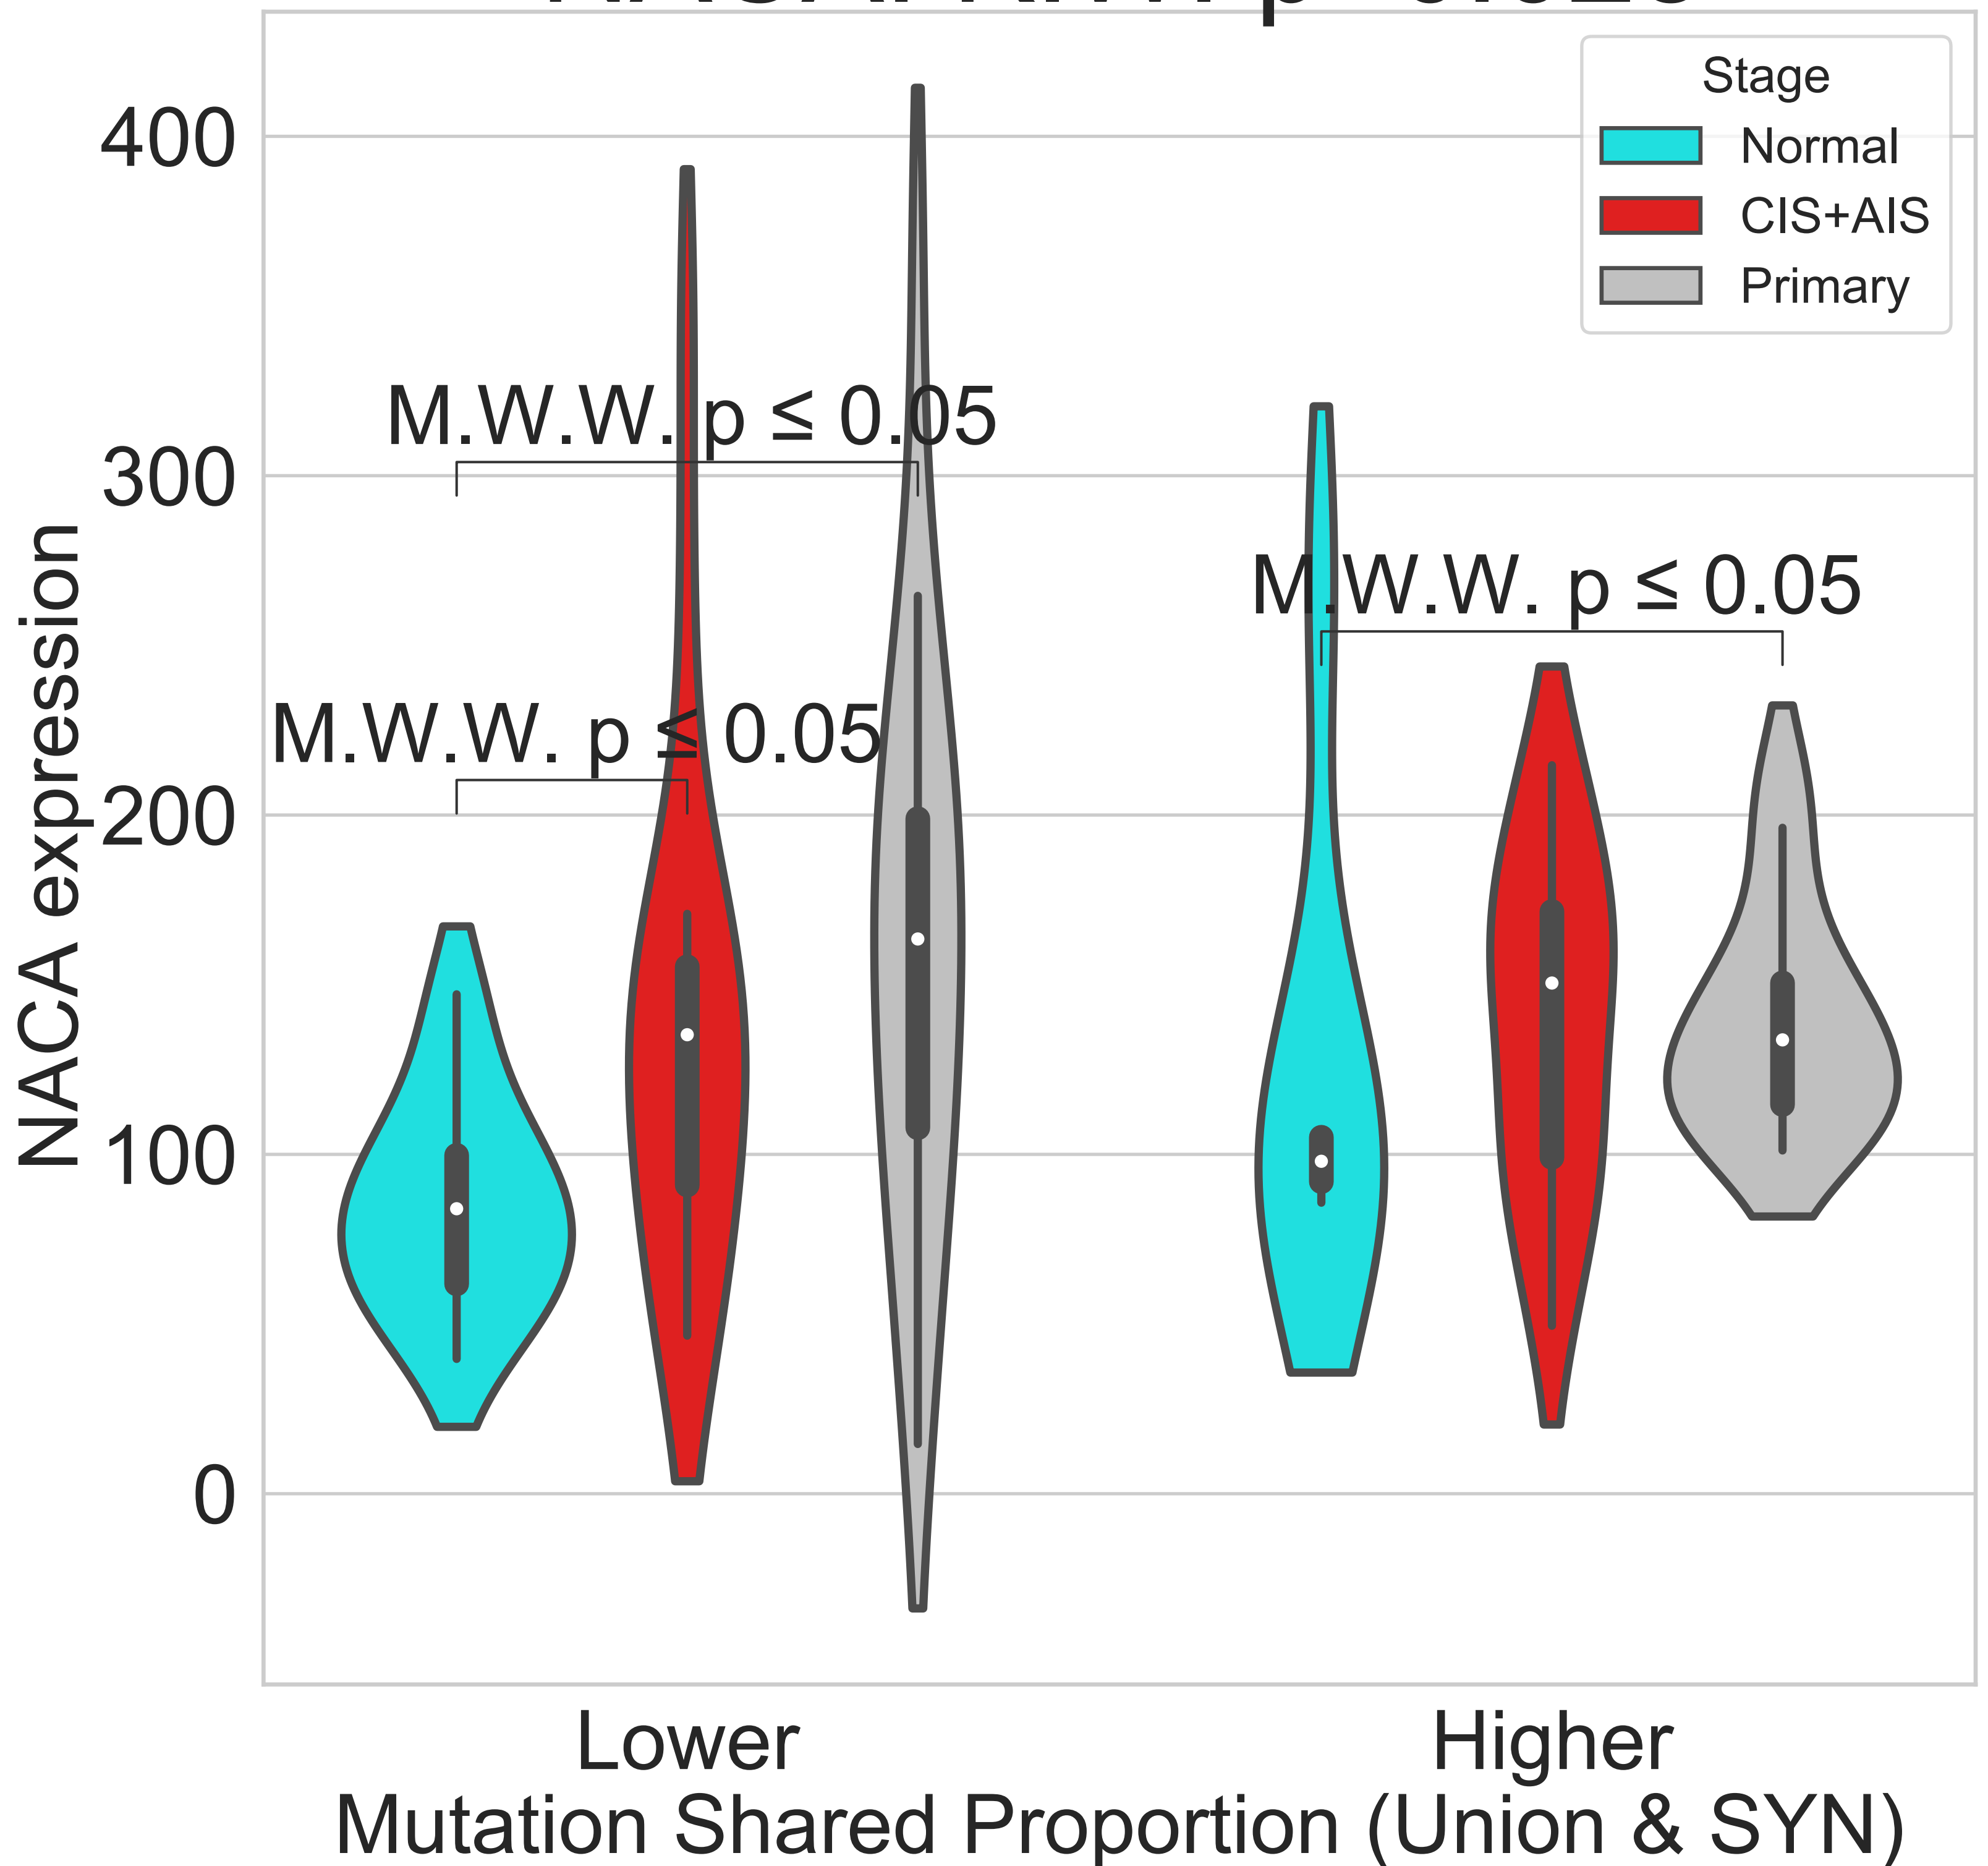 Stage
Normal
CIS+AIS
Primary
400
300
200
100
0
NACA expression
M.W.W. p ≤ 0.05
M.W.W. p ≤ 0.05
M.W.W. p ≤ 0.05
Lower
Higher
Mutation Shared Proportion (Union & SYN)